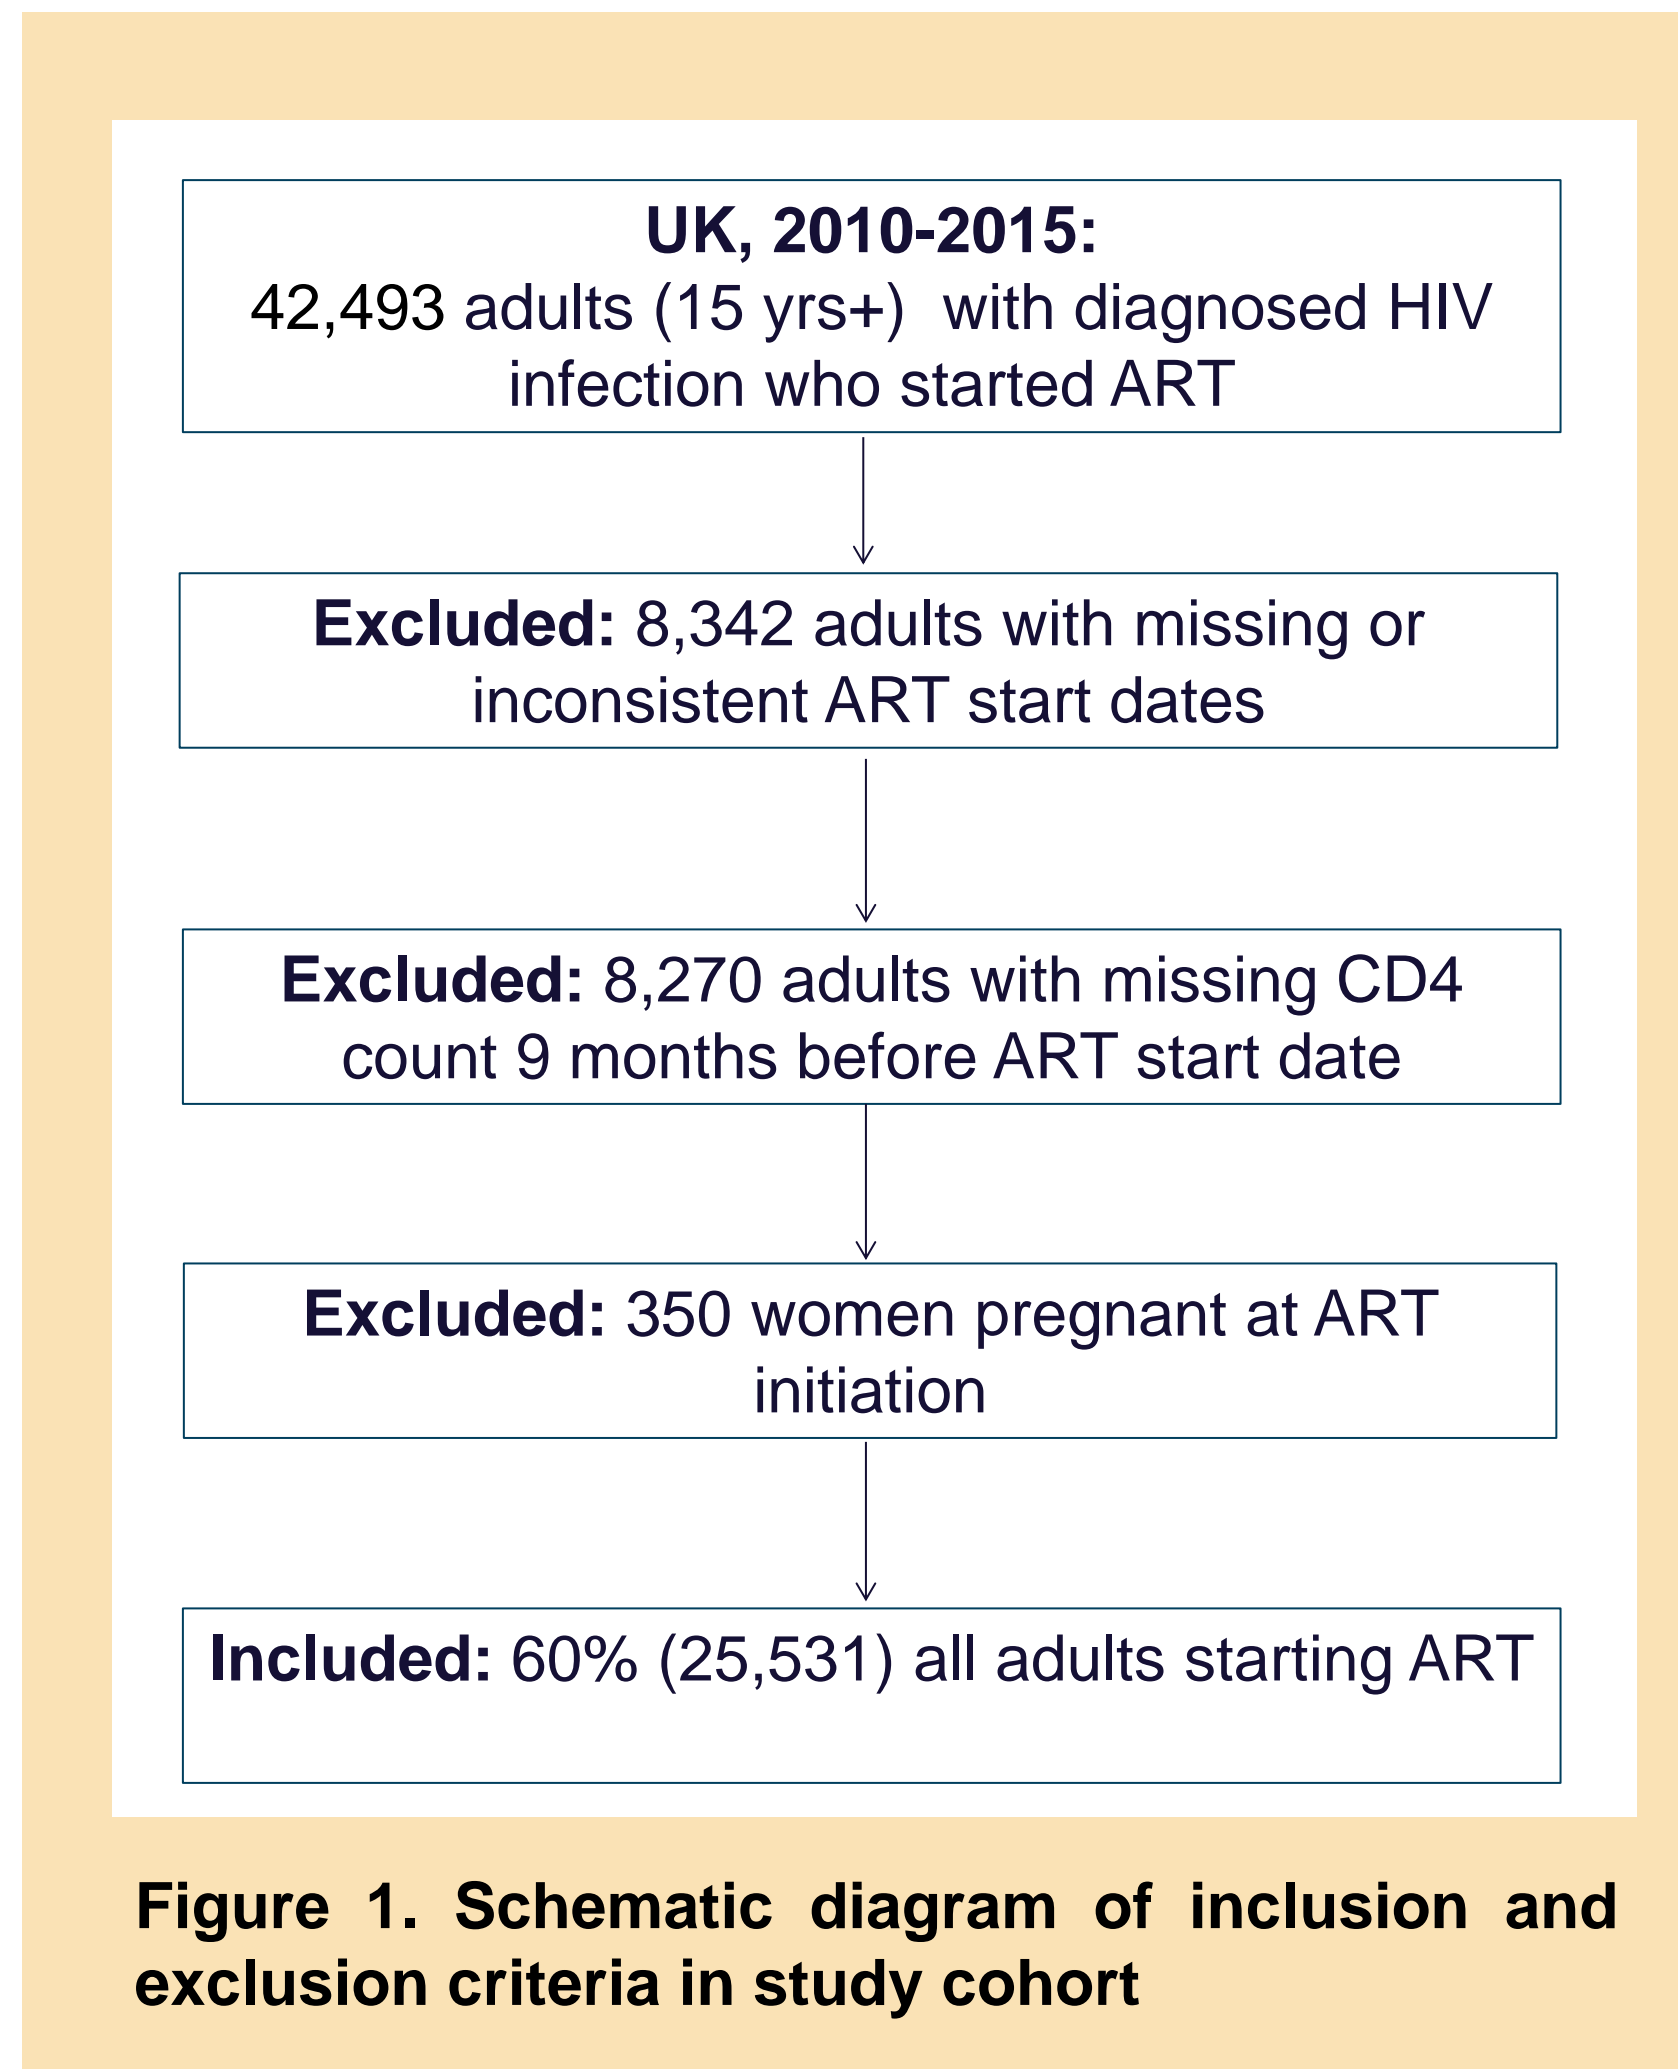 UK, 2010-2015:
42,493 adults (15 yrs+) with diagnosed HIV
infection who started ART
Excluded: 8,342 adults with missing or
inconsistent ART start dates
Excluded: 8,270 adults with missing CD4
count 9 months before ART start date
Excluded: 350 women pregnant at ART
initiation
Included: 60% (25,531) all adults starting ART
Figure 1. Schematic diagram of inclusion and
exclusion criteria in study cohort